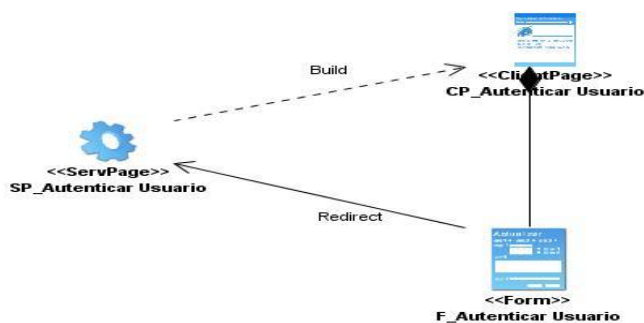 Build
<<ClientPage>>
CP_Autenticar Usuario
<<ServPage>>
SP_Autenticar Usuario
Redirect
<<Form>>
F_Autenticar Usuario